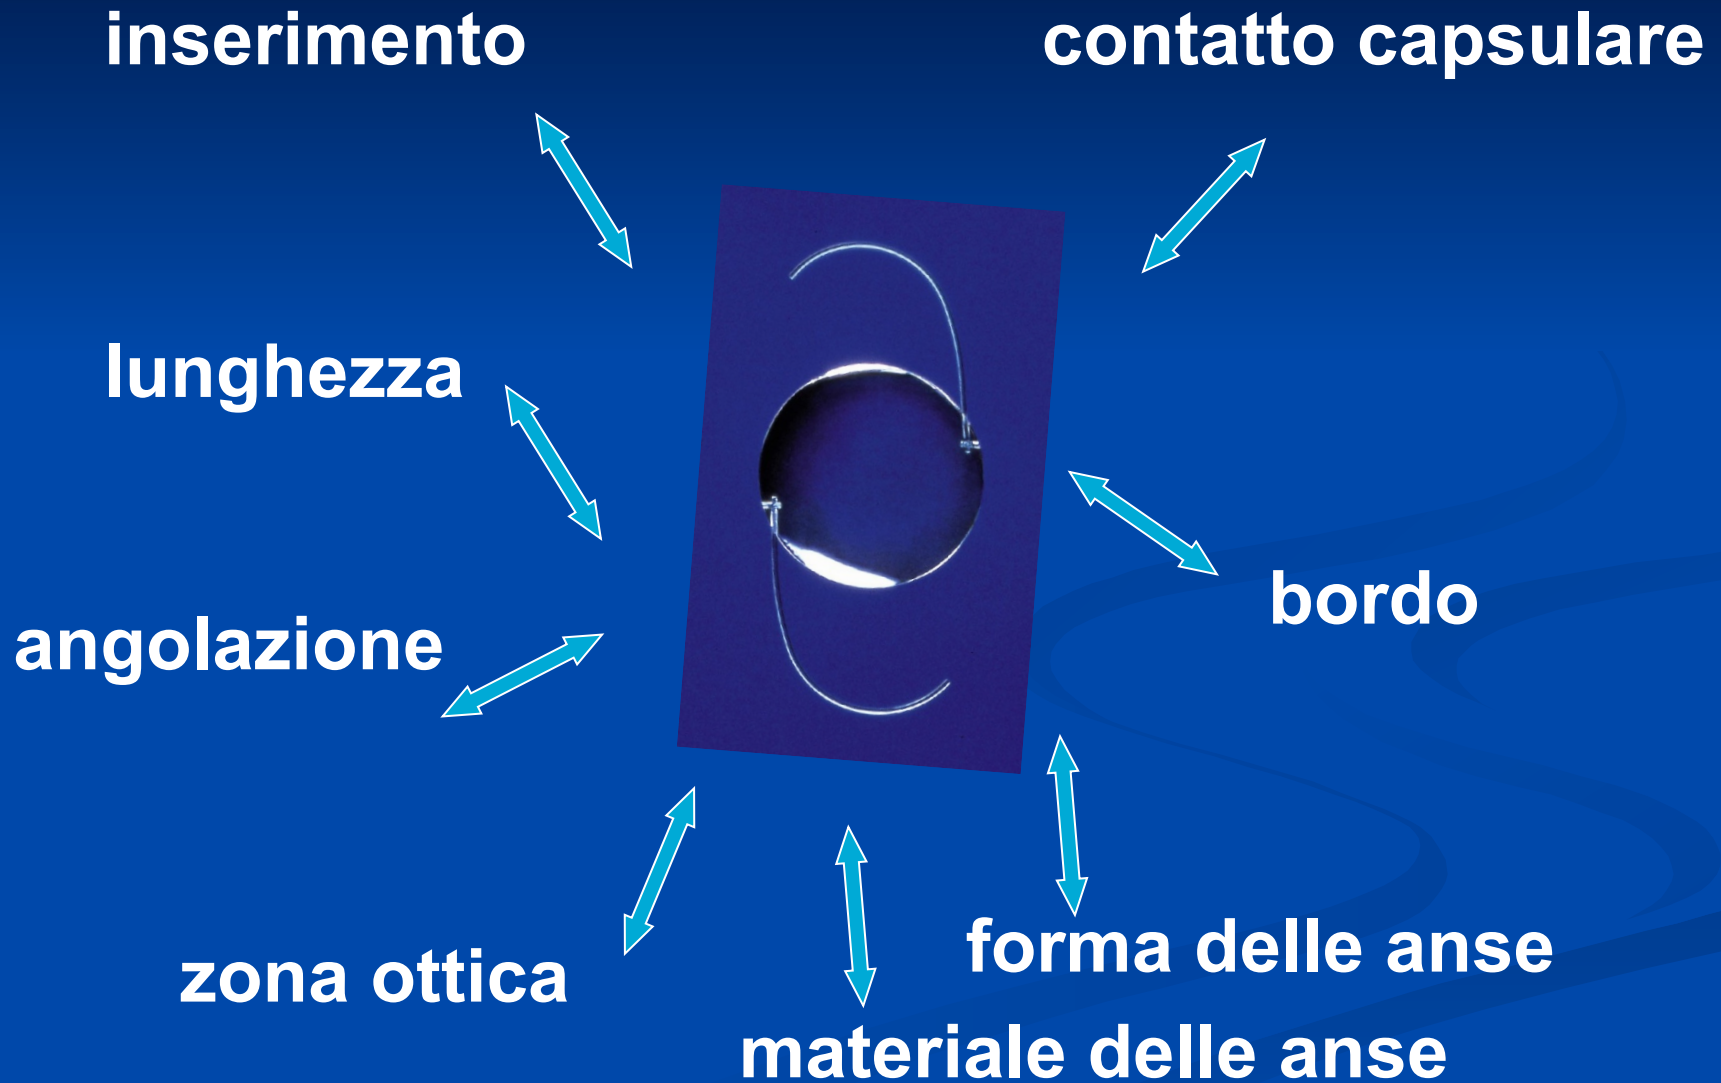 inserimento
contatto capsulare
lunghezza
bordo
angolazione
forma delle anse
zona ottica
materiale delle anse